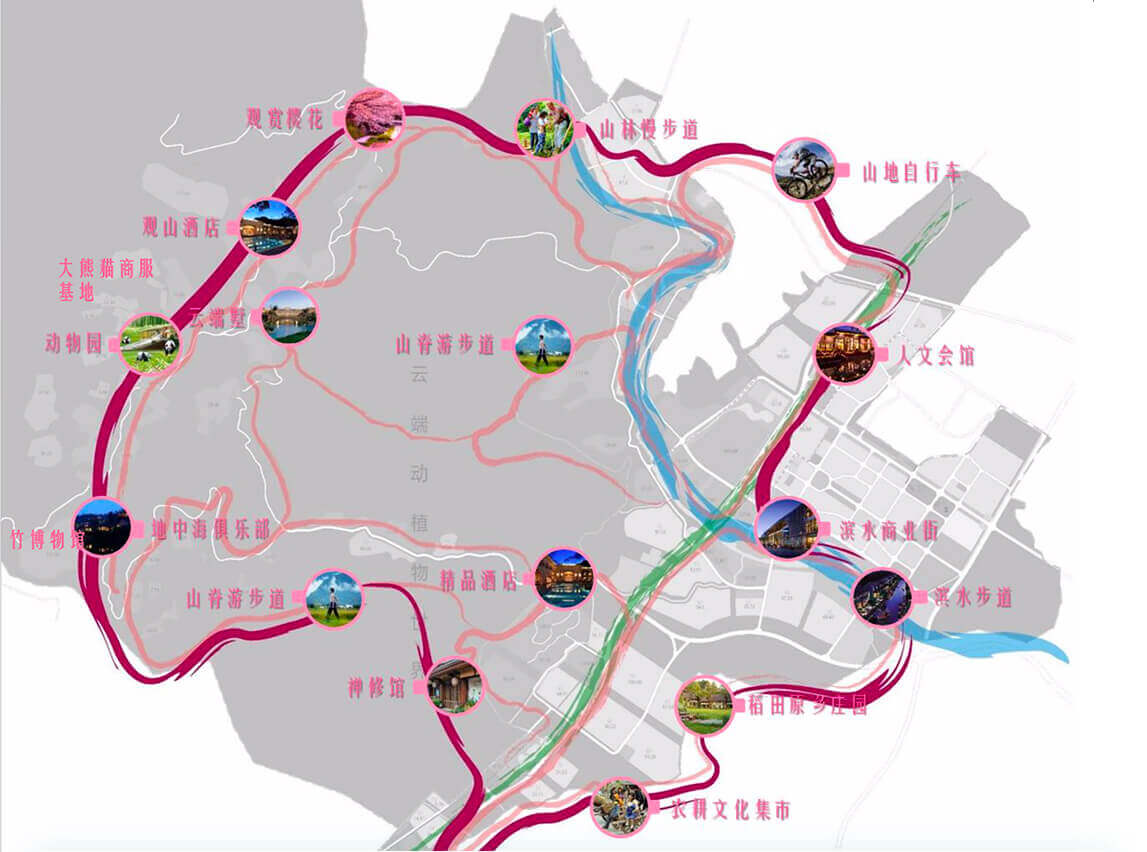 观赏樱花
山林慢步道
山地自行车
观山酒店
大熊猫商服
基地
云端墅
动物园
山脊游步道
人文会馆
云端动植物世界
竹博物馆
地中海俱乐部
滨水商业街
精品酒店
山脊游步道
滨水步道
禅修馆
稻田原乡庄园
农耕文化集市